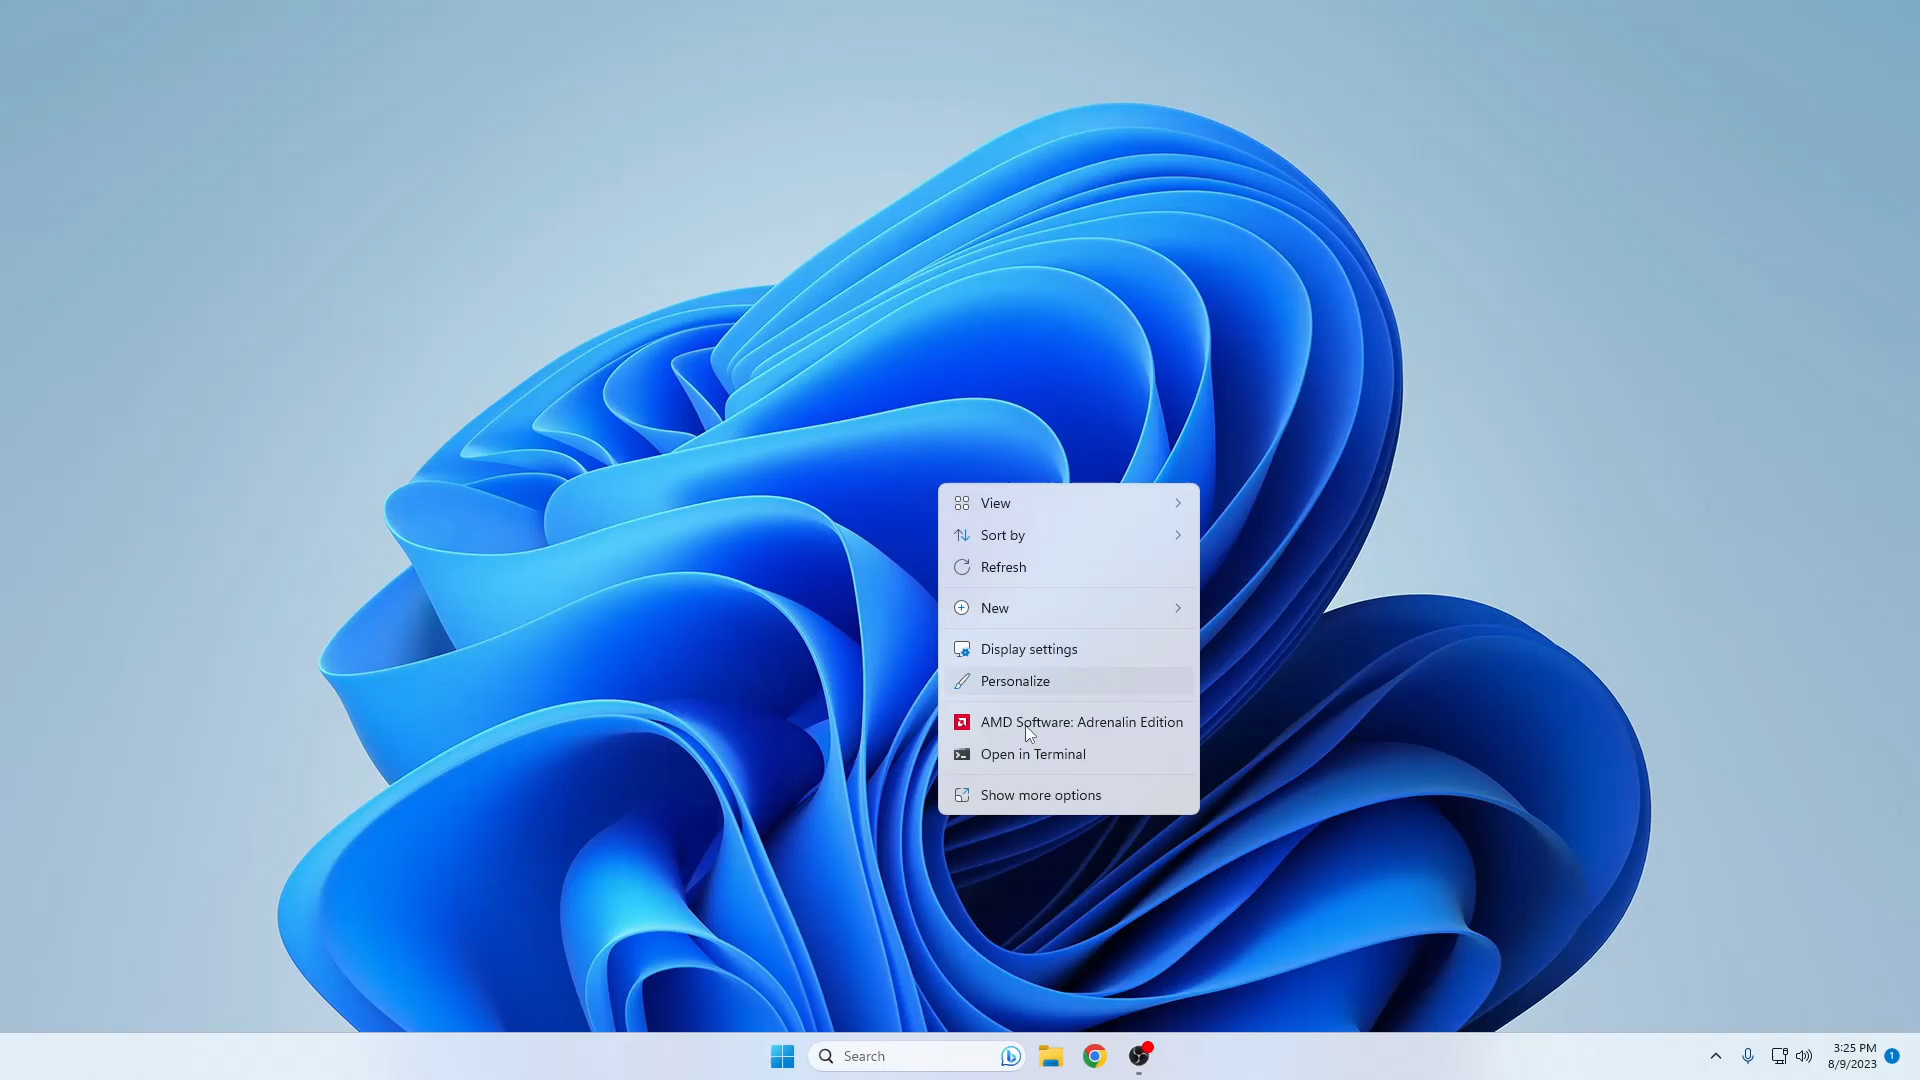 View
Sort by
Refresh
New
Display settings
Personalize
AMD Software: Adrenalin Edition
Open in Terminal
Show more options
Search
3:25 PM
8/9/2023
1